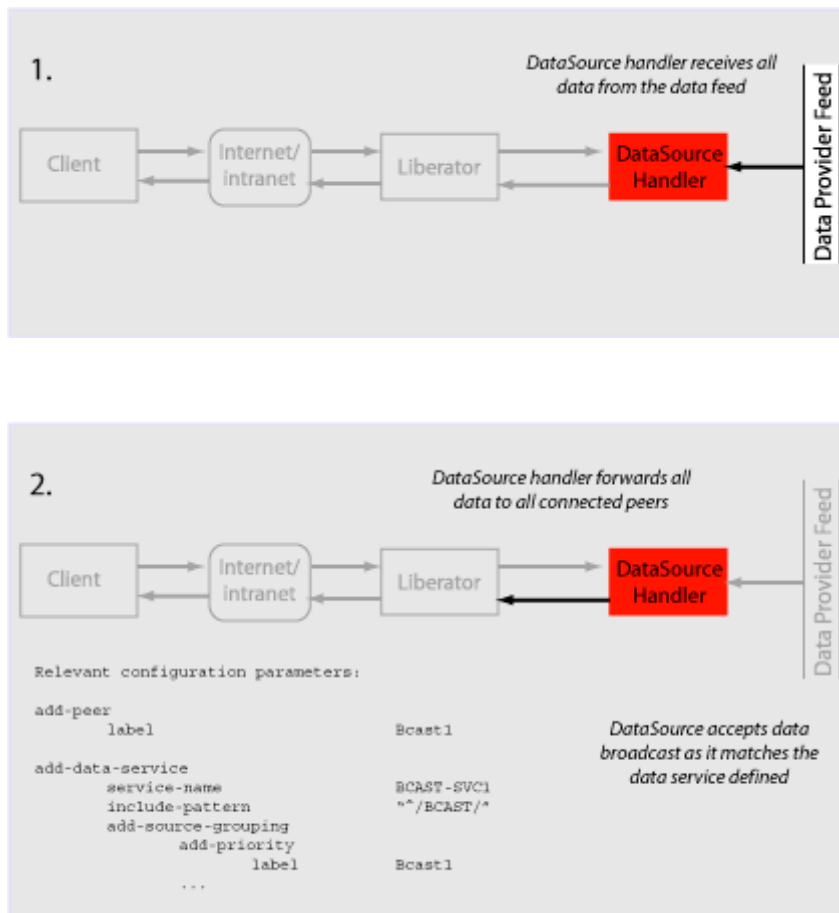 1.
DataSource handler receives all
data from the data feed
Client
Internet/
intranet
Liberator
DataSource
Handler
Data Provider Feed
2.
DataSource handler forwards all
data to all connected peers
Client
Internet/
intranet
Liberator
DataSource
Handler
Data Provider Feed
Relevant configuration parameters:
add-peer
label Bcast1
DataSource accepts data
broadcast as it matches the
data service defined
add-data-service
service-name BCAST-SVC1
include-pattern "^/BCAST/"
add-source-grouping
add-priority
label Bcast1
...